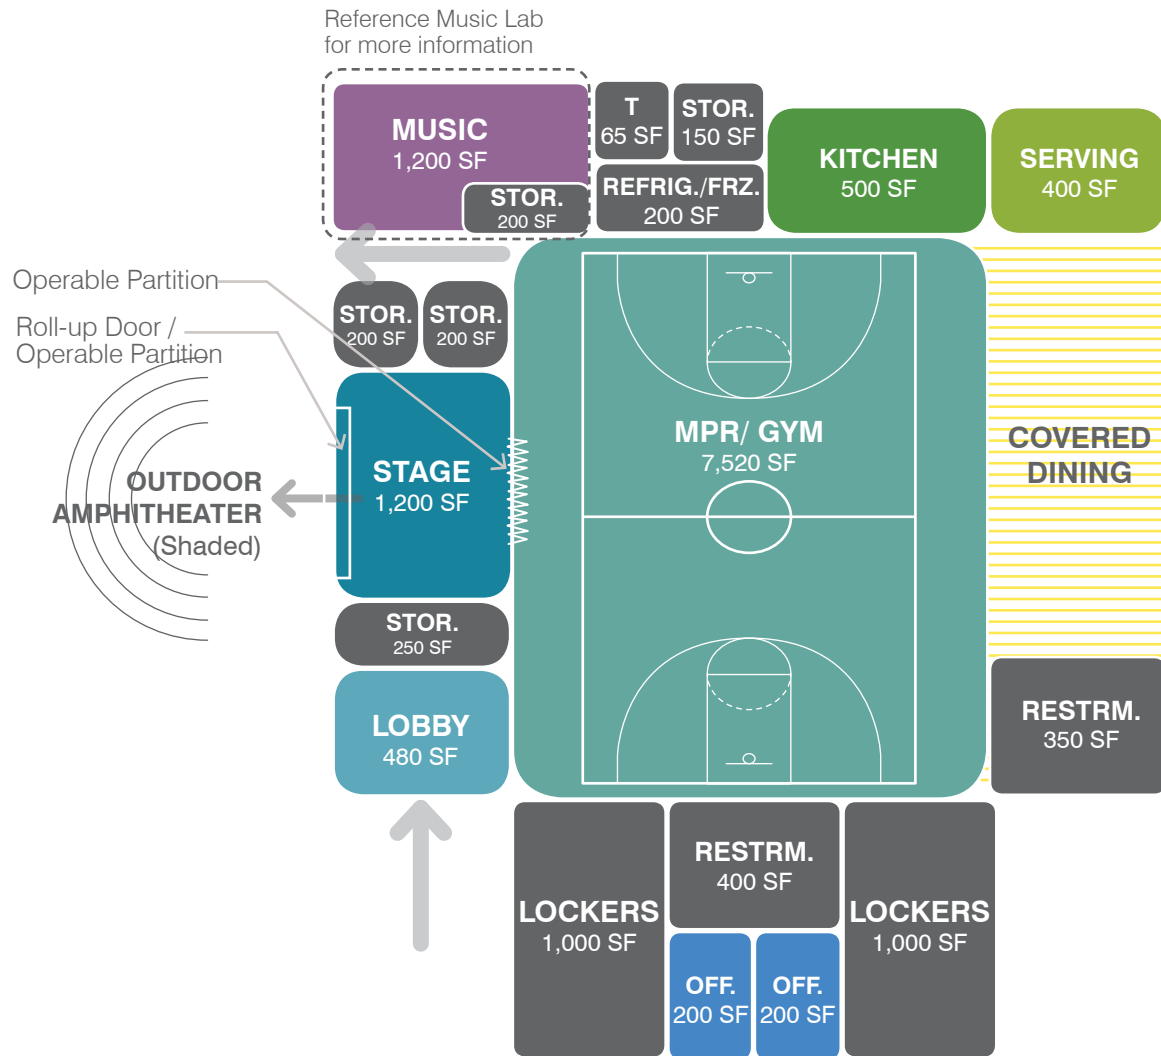 Reference Music Lab
for more information
MUSIC
1,200 SF
STOR.
200 SF
T
65 SF
STOR.
150 SF
REFRIG./FRZ.
200 SF
KITCHEN
500 SF
SERVING
400 SF
Operable Partition
Roll-up Door /
Operable Partition
STOR.
200 SF
STOR.
200 SF
OUTDOOR
AMPHITHEATER
(Shaded)
STAGE
1,200 SF
MPR/ GYM
7,520 SF
COVERED
DINING
STOR.
250 SF
LOBBY
480 SF
RESTRM.
350 SF
LOCKERS
1,000 SF
RESTRM.
400 SF
LOCKERS
1,000 SF
OFF.
200 SF
OFF.
200 SF